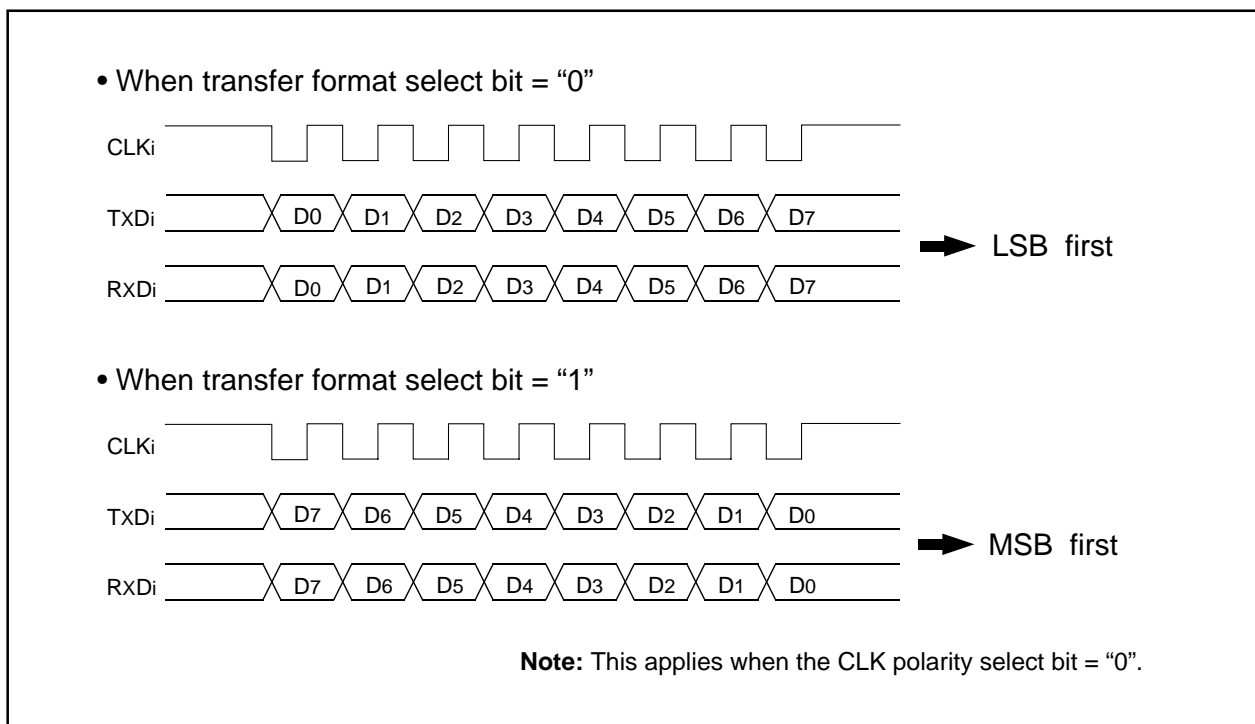 • When transfer format select bit = “0”
CLKi
TXDi D0 D1 D2 D3 D4 D5 D6 D7
LSB first
RXDi D0 D1 D2 D3 D4 D5 D6 D7
• When transfer format select bit = “1”
CLKi
TXDi D7 D6 D5 D4 D3 D2 D1 D0
MSB first
RXDi D7 D6 D5 D4 D3 D2 D1 D0
Note: This applies when the CLK polarity select bit = “0”.